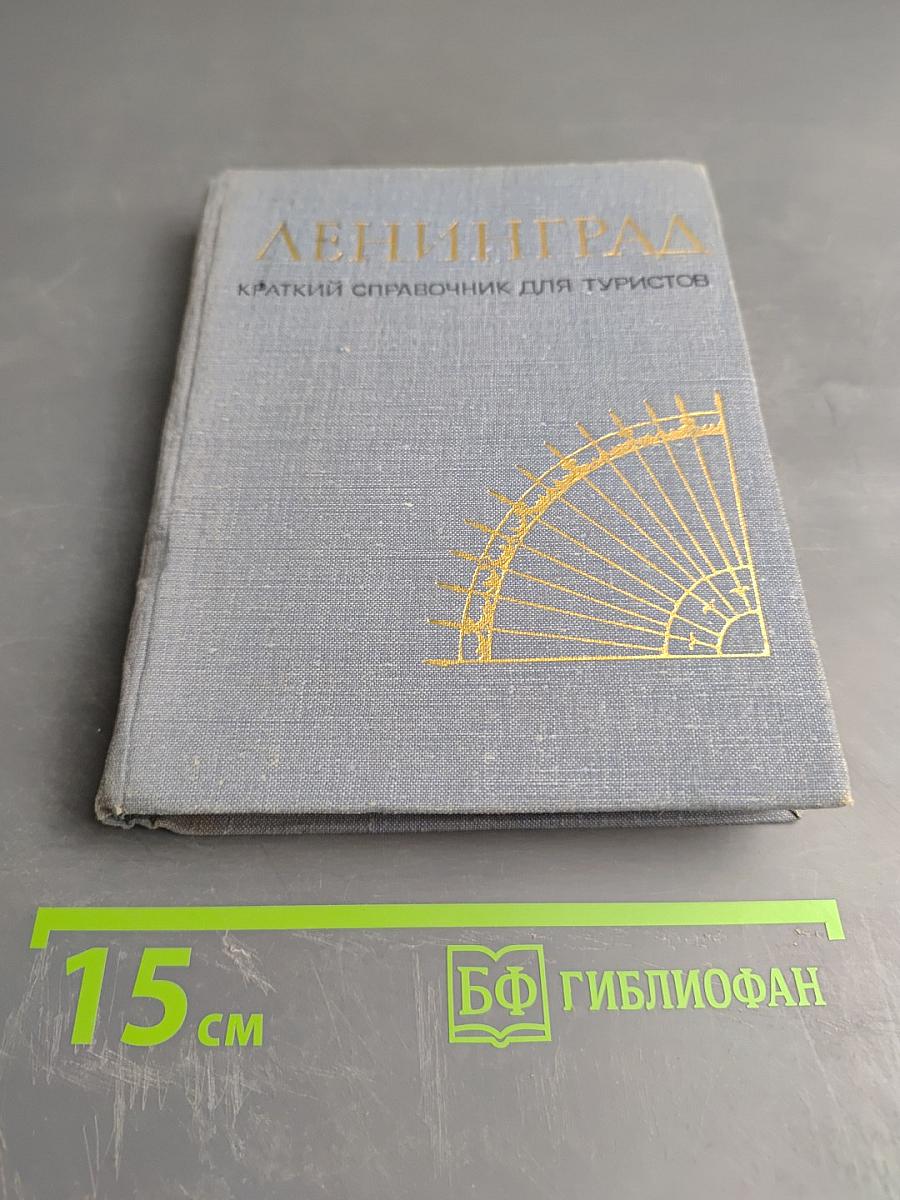 ЛЕНИНГРАД
КРАТКИЙ СПРАВОЧНИК ДЛЯ ТУРИСТОВ
15 см
БФ ГИБЛИОФАН